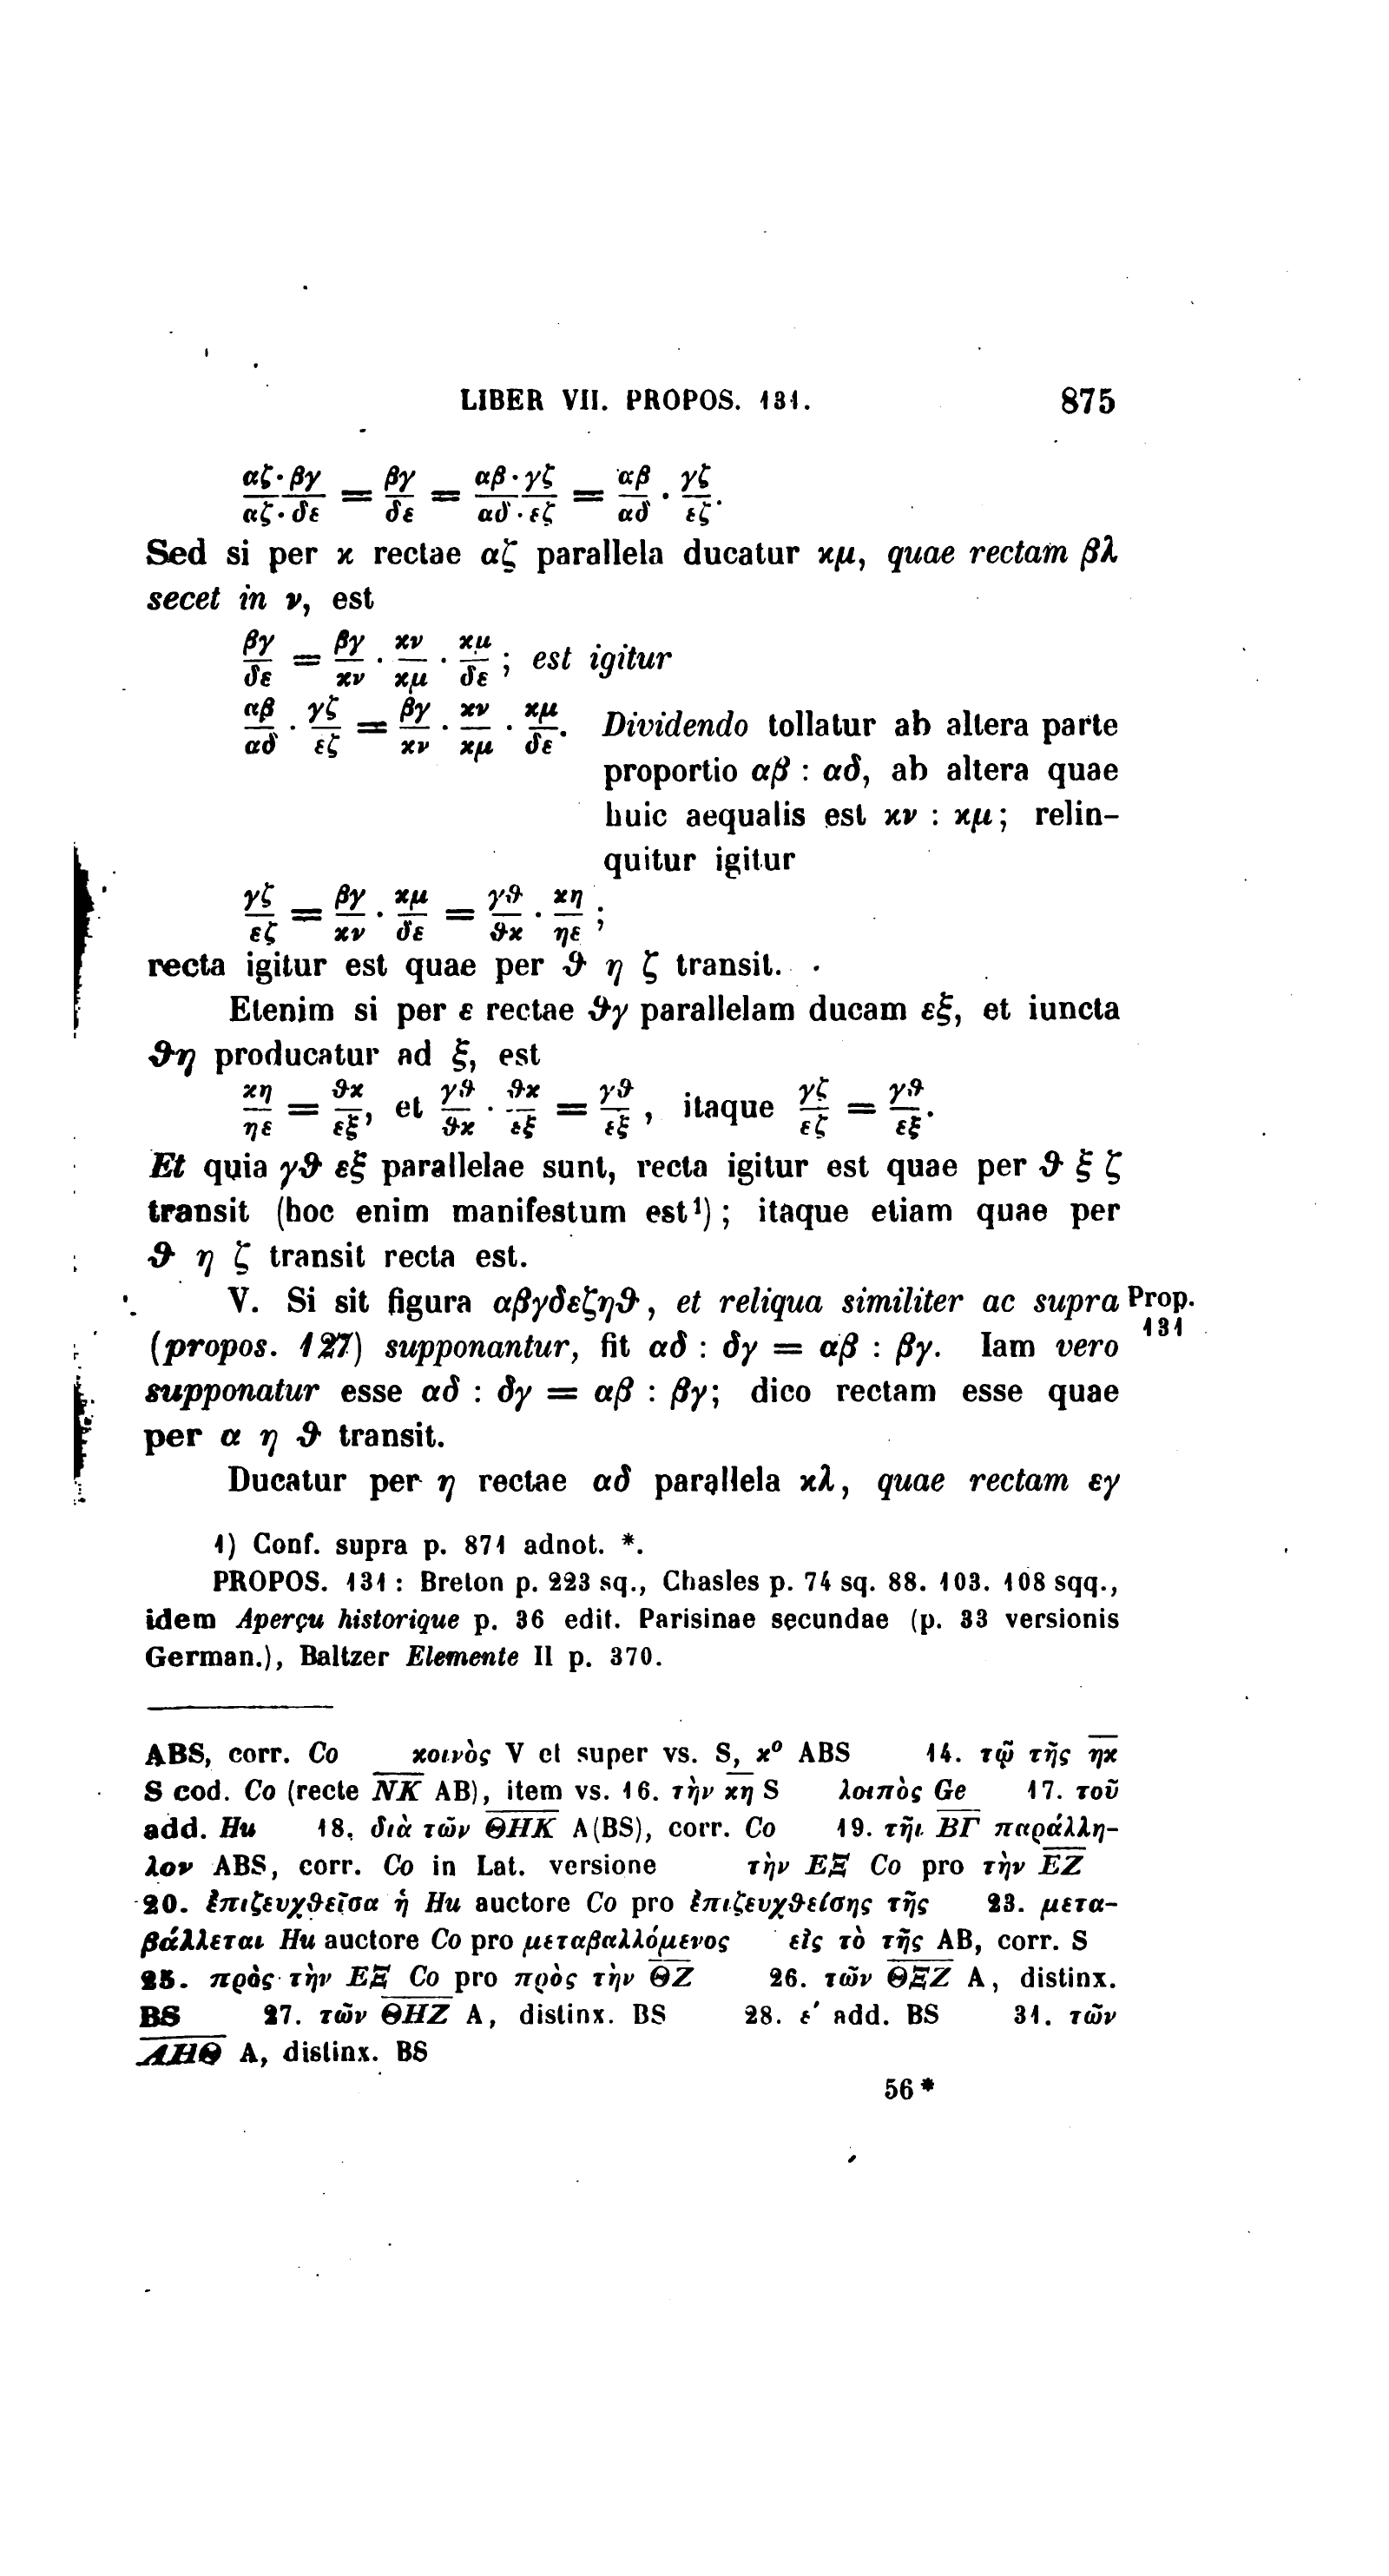 LIBER VII. PROPOS. 131. 875
αζ·βγ/αζ·δε = βγ/δε = αβ·γζ/αδ·εζ = αβ/αδ · γζ/εζ.
Sed si per κ rectae αζ parallela ducatur κμ, quae rectam βλ
secet in ν, est
βγ/δε = βγ/κν · κν/κμ · κμ/δε; est igitur
αβ/αδ · γζ/εζ = βγ/κν · κν/κμ · κμ/δε. Dividendo tollatur ab altera parte
proportio αβ : αδ, ab altera quae
huic aequalis est κν : κμ; relin-
quitur igitur
γζ/εζ = βγ/κν · κμ/δε = γϑ/ϑκ · κη/ηε;
recta igitur est quae per ϑ η ζ transit.
Etenim si per ε rectae ϑγ parallelam ducam εξ, et iuncta
ϑη producatur ad ξ, est
κη/ηε = ϑκ/εξ, et γϑ/ϑκ · ϑκ/εξ = γϑ/εξ, itaque γζ/εζ = γϑ/εξ.
Et quia γϑ εξ parallelae sunt, recta igitur est quae per ϑ ξ ζ
transit (hoc enim manifestum est¹); itaque etiam quae per
ϑ η ζ transit recta est.
V. Si sit figura αβγδεζηϑ, et reliqua similiter ac supra Prop.
131
(propos. 127) supponantur, fit αδ : δγ = αβ : βγ. Iam vero
supponatur esse αδ : δγ = αβ : βγ; dico rectam esse quae
per α η ϑ transit.
Ducatur per η rectae αδ parallela κλ, quae rectam εγ
1) Conf. supra p. 871 adnot. *.
PROPOS. 131: Breton p. 223 sq., Chasles p. 74 sq. 88. 103. 108 sqq.,
idem Aperçu historique p. 36 edit. Parisinae secundae (p. 33 versionis
German.), Baltzer Elemente II p. 370.
ABS, corr. Co κοινὸς V et super vs. S, κ⁰ ABS 14. τῷ τῆς η̅κ̅
S cod. Co (recte N̅K̅ AB), item vs. 16. τὴν κ̅η̅ S λοιπὸς Ge 17. τοῦ
add. Hu 18. διὰ τῶν Θ̅H̅K̅ A(BS), corr. Co 19. τῆι B̅Γ̅ παράλλη-
λον ABS, corr. Co in Lat. versione τὴν EΞ Co pro τὴν E̅Z̅
20. ἐπιζευχϑεῖσα ἡ Hu auctore Co pro ἐπιζευχϑείσης τῆς 23. μετα-
βάλλεται Hu auctore Co pro μεταβαλλόμενος εἰς τὸ τῆς AB, corr. S
25. πρὸς τὴν EΞ Co pro πρὸς τὴν Θ̅Z̅ 26. τῶν Θ̅Ξ̅Z̅ A, distinx.
BS 27. τῶν Θ̅H̅Z̅ A, distinx. BS 28. ε′ add. BS 31. τῶν
A̅H̅Θ̅ A, distinx. BS
56*